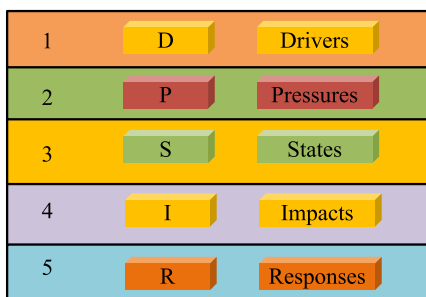 1 D Drivers
2 P Pressures
3 S States
4 I Impacts
5 R Responses